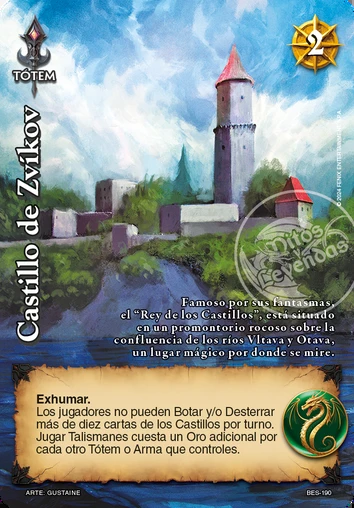 TÓTEM
2
Castillo de Zvíkov
© 2024 FENIX ENTERTAINMENT
Mitos y Leyendas
Famoso por sus fantasmas,
el “Rey de los Castillos”, está situado
en un promontorio rocoso sobre la
confluencia de los ríos Vltava y Otava,
un lugar mágico por donde se mire.
Exhumar.
Los jugadores no pueden Botar y/o Desterrar
más de diez cartas de los Castillos por turno.
Jugar Talismanes cuesta un Oro adicional por
cada otro Tótem o Arma que controles.
ARTE: GUSTAINE
BES-190